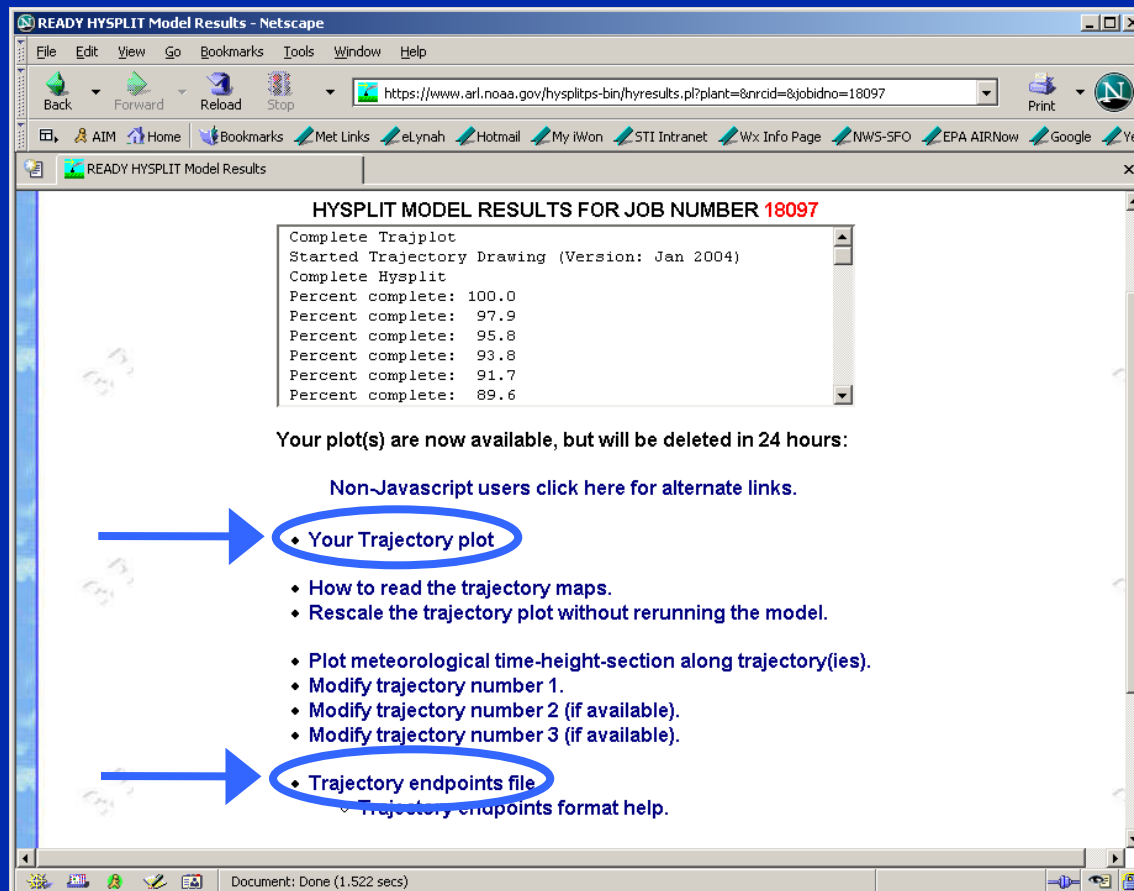 READY HYSPLIT Model Results - Netscape
File Edit View Go Bookmarks Tools Window Help
Back Forward Reload Stop https://www.arl.noaa.gov/hysplitps-bin/hyresults.pl?plant=&nrcid=&jobidno=18097 Print N
AIM Home Bookmarks Met Links eLynah Hotmail My iWon STI Intranet Wx Info Page NWS-SFO EPA AIRNow Google Ye
READY HYSPLIT Model Results
HYSPLIT MODEL RESULTS FOR JOB NUMBER 18097
Complete Trajplot
Started Trajectory Drawing (Version: Jan 2004)
Complete Hysplit
Percent complete: 100.0
Percent complete: 97.9
Percent complete: 95.8
Percent complete: 93.8
Percent complete: 91.7
Percent complete: 89.6
Your plot(s) are now available, but will be deleted in 24 hours:
Non-Javascript users click here for alternate links.
Your Trajectory plot
How to read the trajectory maps.
Rescale the trajectory plot without rerunning the model.
Plot meteorological time-height-section along trajectory(ies).
Modify trajectory number 1.
Modify trajectory number 2 (if available).
Modify trajectory number 3 (if available).
Trajectory endpoints file
Trajectory endpoints format help.
Document: Done (1.522 secs)